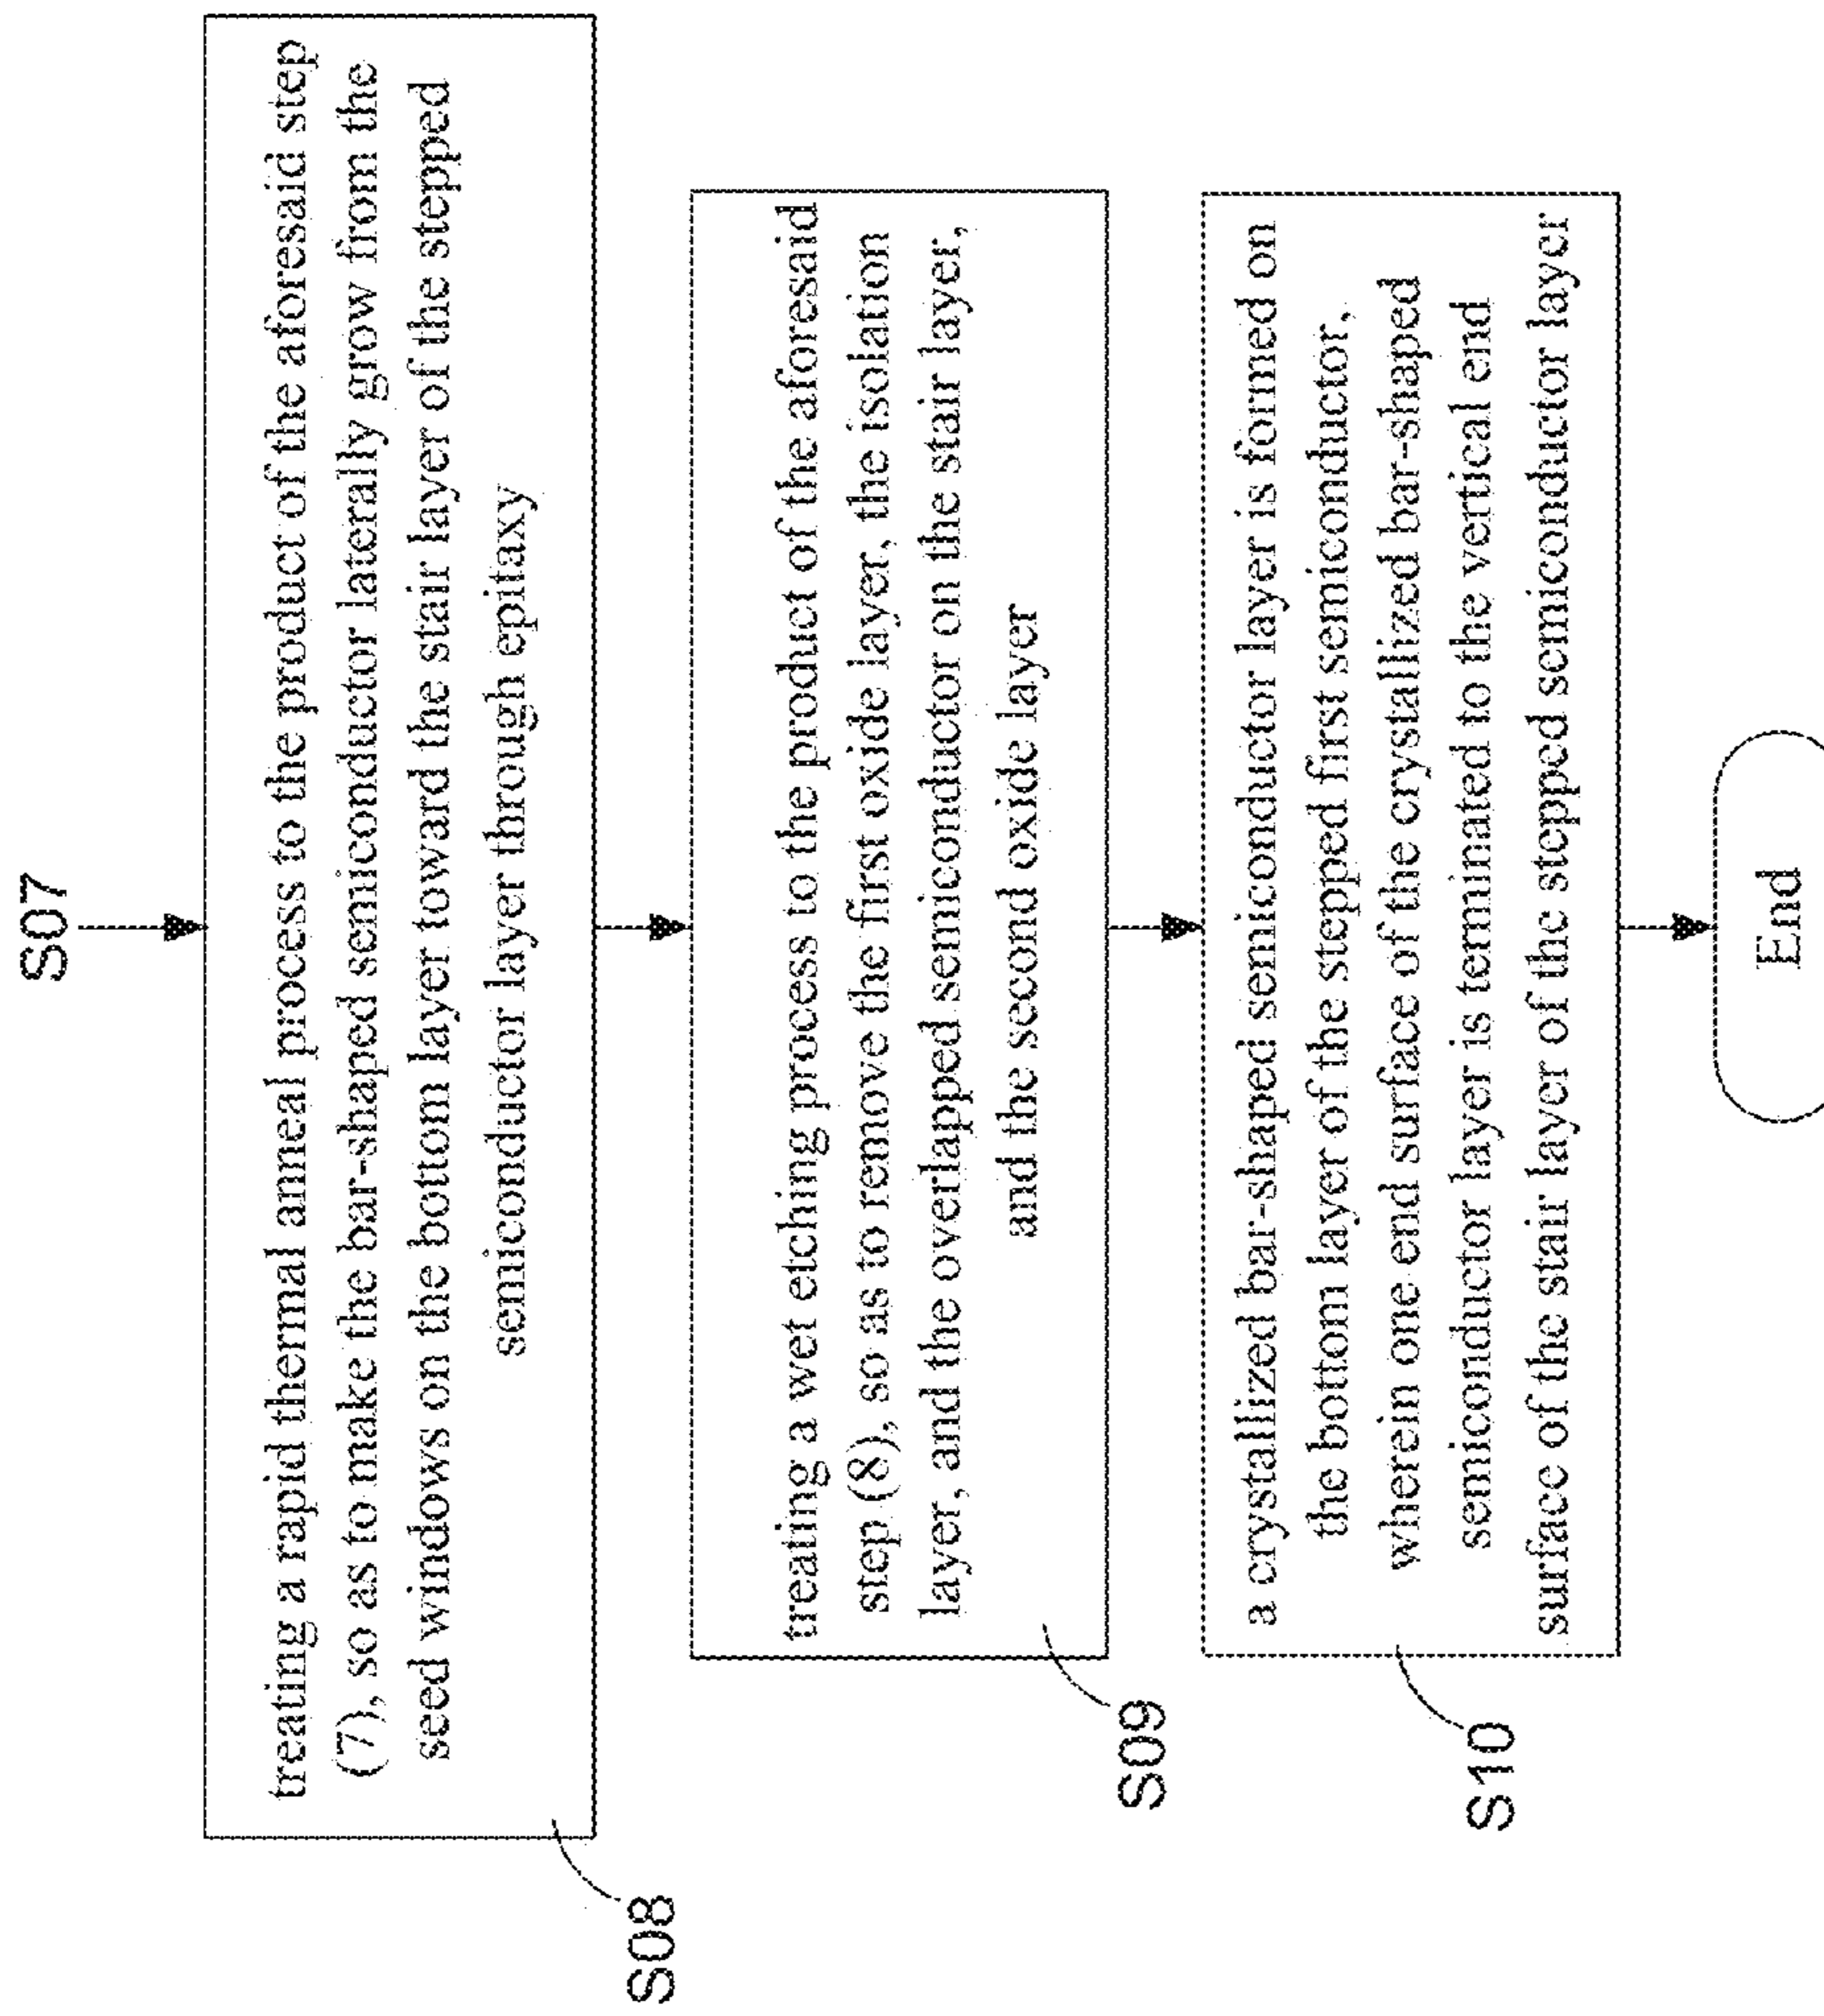 S07
treating a rapid thermal anneal process to the product of the aforesaid step
(7), so as to make the bar-shaped semiconductor laterally grow from the
seed windows on the bottom layer toward the stair layer of the stepped
semiconductor layer through epitaxy
S08
treating a wet etching process to the product of the aforesaid
step (8), so as to remove the first oxide layer, the isolation
layer, and the overlapped semiconductor on the stair layer,
and the second oxide layer
S09
a crystallized bar-shaped semiconductor layer is formed on
the bottom layer of the stepped first semiconductor,
wherein one end surface of the crystallized bar-shaped
semiconductor layer is terminated to the vertical end
surface of the stair layer of the stepped semiconductor layer
S10
End